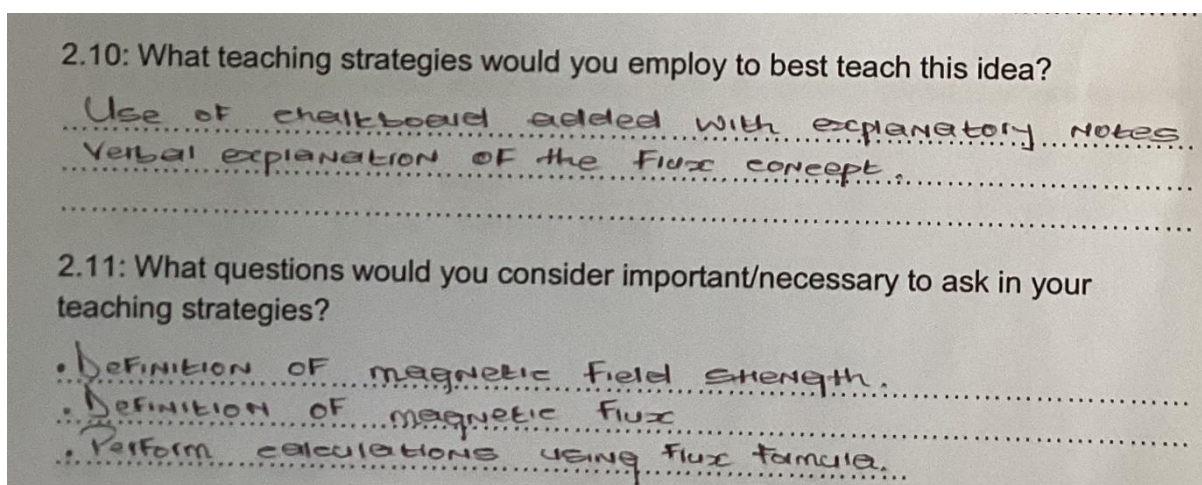 2.10: What teaching strategies would you employ to best teach this idea?
Use of chalkboard added with explanatory notes
Verbal explanation of the flux concept.
2.11: What questions would you consider important/necessary to ask in your
teaching strategies?
• Definition of magnetic field strength.
• Definition of magnetic flux
• Perform calculations using flux formula.